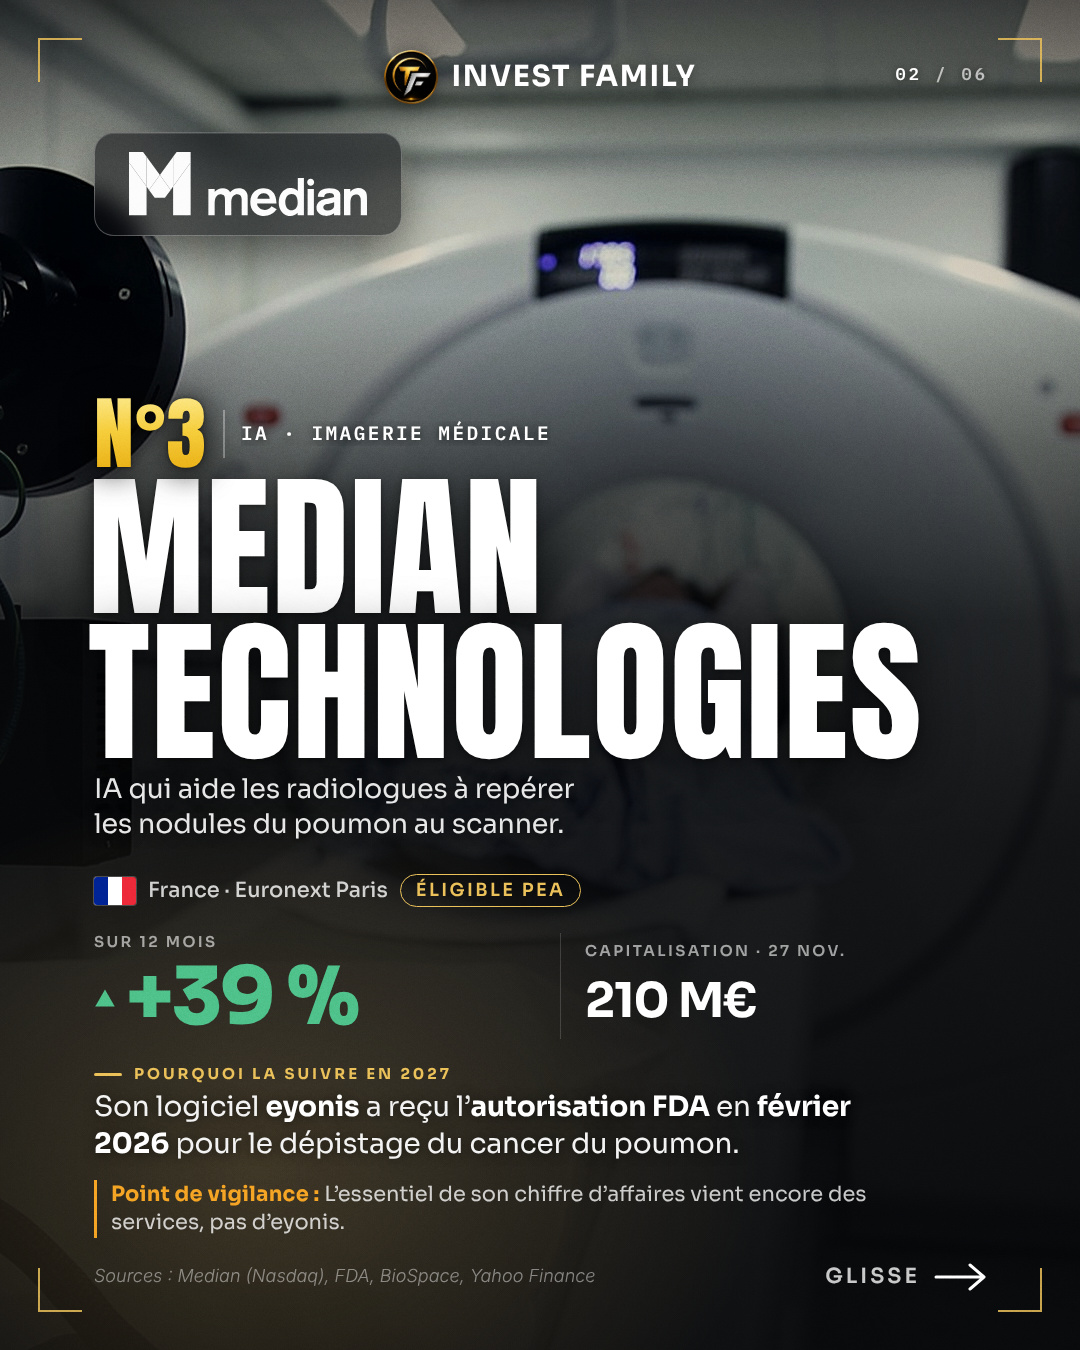 INVEST FAMILY
02 / 06
median
N°3
IA · IMAGERIE MÉDICALE
MEDIAN
TECHNOLOGIES
IA qui aide les radiologues à repérer
les nodules du poumon au scanner.
France · Euronext Paris
ÉLIGIBLE PEA
SUR 12 MOIS
▲ +39 %
CAPITALISATION · 27 NOV.
210 M€
POURQUOI LA SUIVRE EN 2027
Son logiciel eyonis a reçu l’autorisation FDA en février
2026 pour le dépistage du cancer du poumon.
Point de vigilance : L’essentiel de son chiffre d’affaires vient encore des
services, pas d’eyonis.
Sources : Median (Nasdaq), FDA, BioSpace, Yahoo Finance
GLISSE →